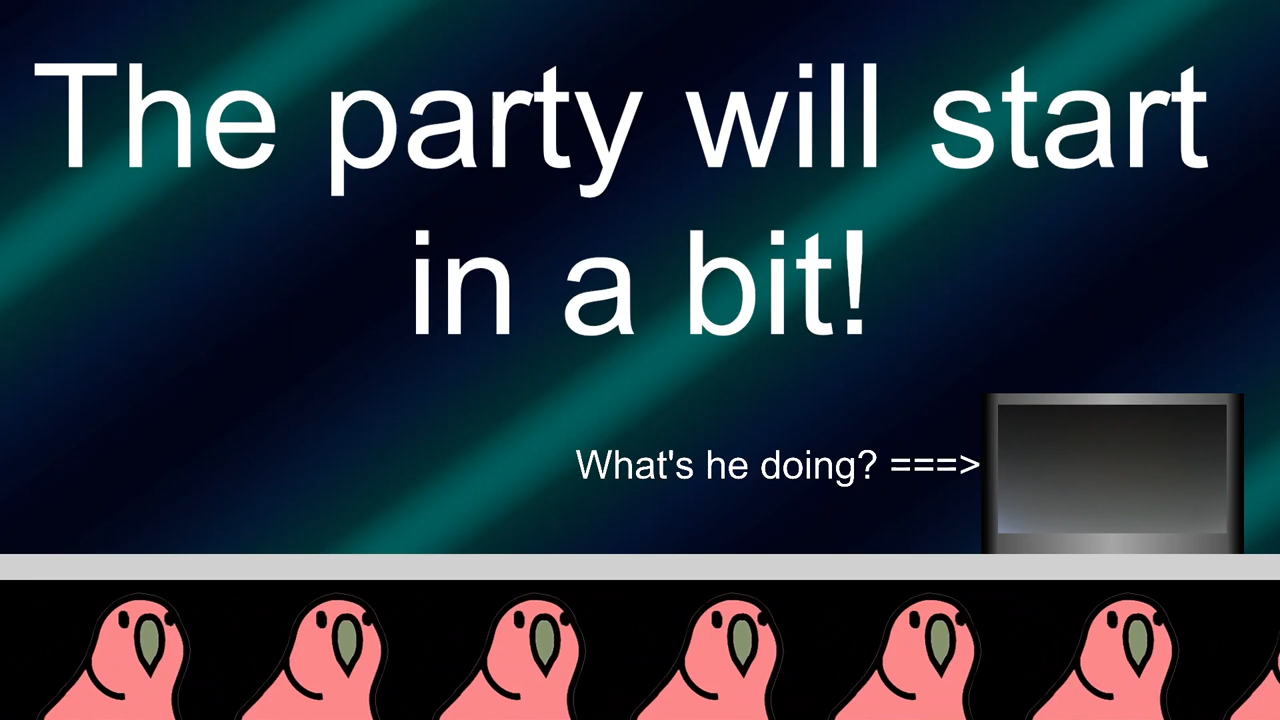 The party will start
in a bit!
What's he doing? ===>